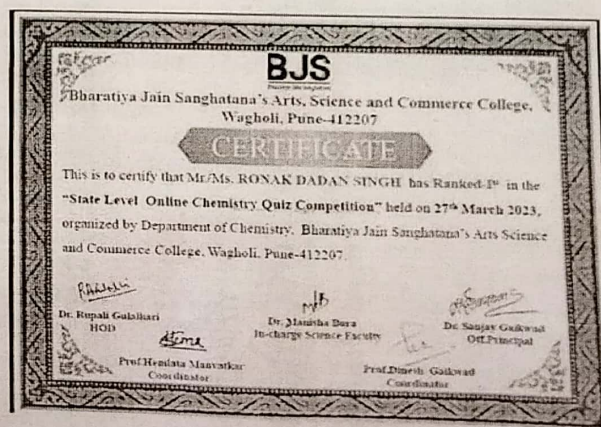 BJS
Bharatiya Jain Sanghatana's Arts, Science and Commerce College,
Wagholi, Pune-412207
CERTIFICATE
This is to certify that Mr/Ms. RONAK DADAN SINGH has Ranked-Ist in the
"State Level Online Chemistry Quiz Competition" held on 27th March 2023,
organized by Department of Chemistry, Bharatiya Jain Sanghatana's Arts Science
and Commerce College, Wagholi, Pune-412207.
Dr. Rupali Gulalkari
HOD
Dr. Manisha Bora
In-charge Science Faculty
Dr. Sanjay Gaikwad
Off.Principal
Prof.Hemlata Manvatkar
Coordinator
Prof.Dinesh Gaikwad
Coordinator